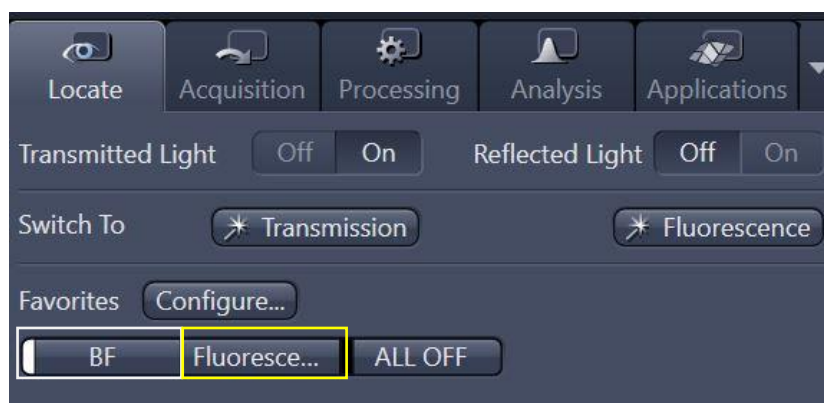 Locate Acquisition Processing Analysis Applications
Transmitted Light Off On Reflected Light Off On
Switch To Transmission Fluorescence
Favorites Configure...
BF Fluoresce... ALL OFF